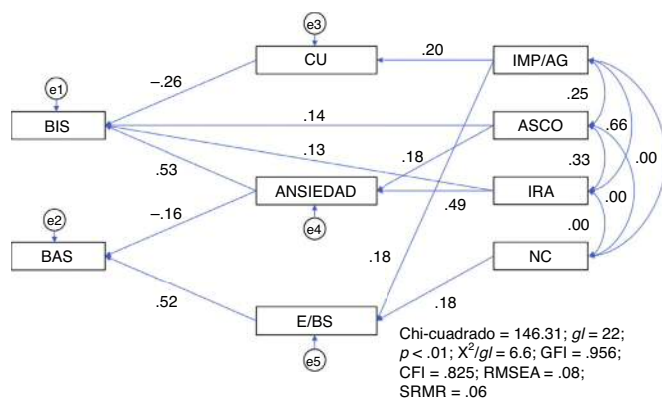 e3
CU
.20
IMP/AG
–.26
.25
e1
BIS
.14
ASCO
.66
.13
.18
.33
.00
.53
ANSIEDAD
IRA
.00
–.16
.49
e2
e4
.00
BAS
.18
NC
.52
.18
E/BS
e5
Chi-cuadrado = 146.31; gl = 22;
p < .01; X²/gl = 6.6; GFI = .956;
CFI = .825; RMSEA = .08;
SRMR = .06